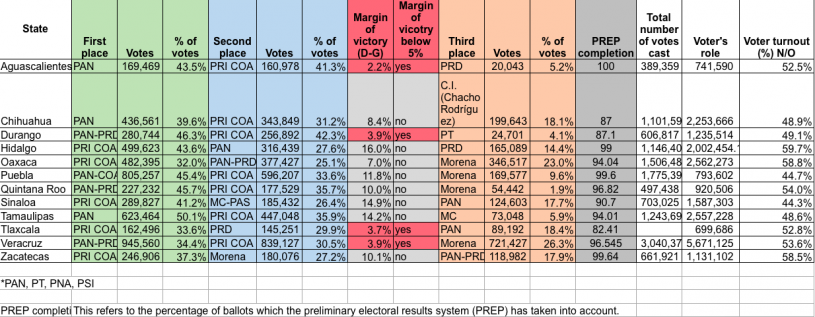 State First place Votes % of votes Second place Votes % of votes Margin of victory (D-G) Margin of vicotry below 5% Third place Votes % of votes PREP completion Total number of votes cast Voter's role Voter turnout (%) N/O
Aguascalientes PAN 169,469 43.5% PRI COA 160,978 41.3% 2.2% yes PRD 20,043 5.2% 100 389,359 741,590 52.5%
Chihuahua PAN 436,561 39.6% PRI COA 343,849 31.2% 8.4% no C.I. (Chacho Rodríguez) 199,643 18.1% 87 1,101,59 2,253,666 48.9%
Durango PAN-PRD 280,744 46.3% PRI COA 256,892 42.3% 3.9% yes PT 24,701 4.1% 87.1 606,817 1,235,514 49.1%
Hidalgo PRI COA 499,623 43.6% PAN 316,439 27.6% 16.0% no PRD 165,089 14.4% 99 1,146,40 2,002,454. 59.7%
Oaxaca PRI COA 482,395 32.0% PAN-PRD 377,427 25.1% 7.0% no Morena 346,517 23.0% 94.04 1,506,48 2,562,273 58.8%
Puebla PAN-COA 805,257 45.4% PRI COA 596,207 33.6% 11.8% no Morena 169,577 9.6% 99.6 1,775,39 793,602 44.7%
Quintana Roo PAN-PRD 227,232 45.7% PRI COA 177,529 35.7% 10.0% no Morena 54,442 1.9% 96.82 497,438 920,506 54.0%
Sinaloa PRI COA 289,827 41.2% MC-PAS 185,432 26.4% 14.9% no PAN 124,603 17.7% 90.7 703,025 1,587,303 44.3%
Tamaulipas PAN 623,464 50.1% PRI COA 447,048 35.9% 14.2% no MC 73,048 5.9% 94.01 1,243,69 2,557,228 48.6%
Tlaxcala PRI COA 162,496 33.6% PRD 145,251 29.9% 3.7% yes PAN 89,192 18.4% 82.41 699,686 52.8%
Veracruz PAN-PRD 945,560 34.4% PRI COA 839,127 30.5% 3.9% yes Morena 721,427 26.3% 96.545 3,040,37 5,671,125 53.6%
Zacatecas PRI COA 246,906 37.3% Morena 180,076 27.2% 10.1% no PAN-PRD 118,982 17.9% 99.64 661,921 1,131,102 58.5%
*PAN, PT, PNA, PSI
PREP completi This refers to the percentage of ballots which the preliminary electoral results system (PREP) has taken into account.